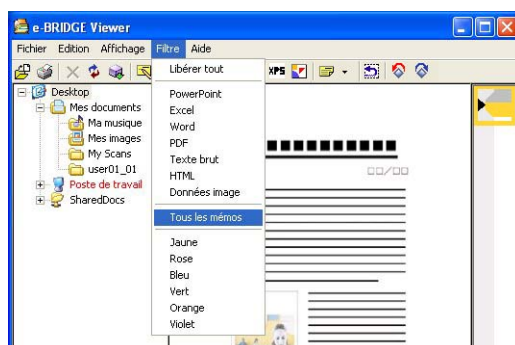 e-BRIDGE Viewer
Fichier Edition Affichage Filtre Aide
XPS
Libérer tout
PowerPoint
Excel
Word
PDF
Texte brut
HTML
Données image
Tous les mémos
Jaune
Rose
Bleu
Vert
Orange
Violet
Desktop
Mes documents
Ma musique
Mes images
My Scans
user01_01
Poste de travail
SharedDocs